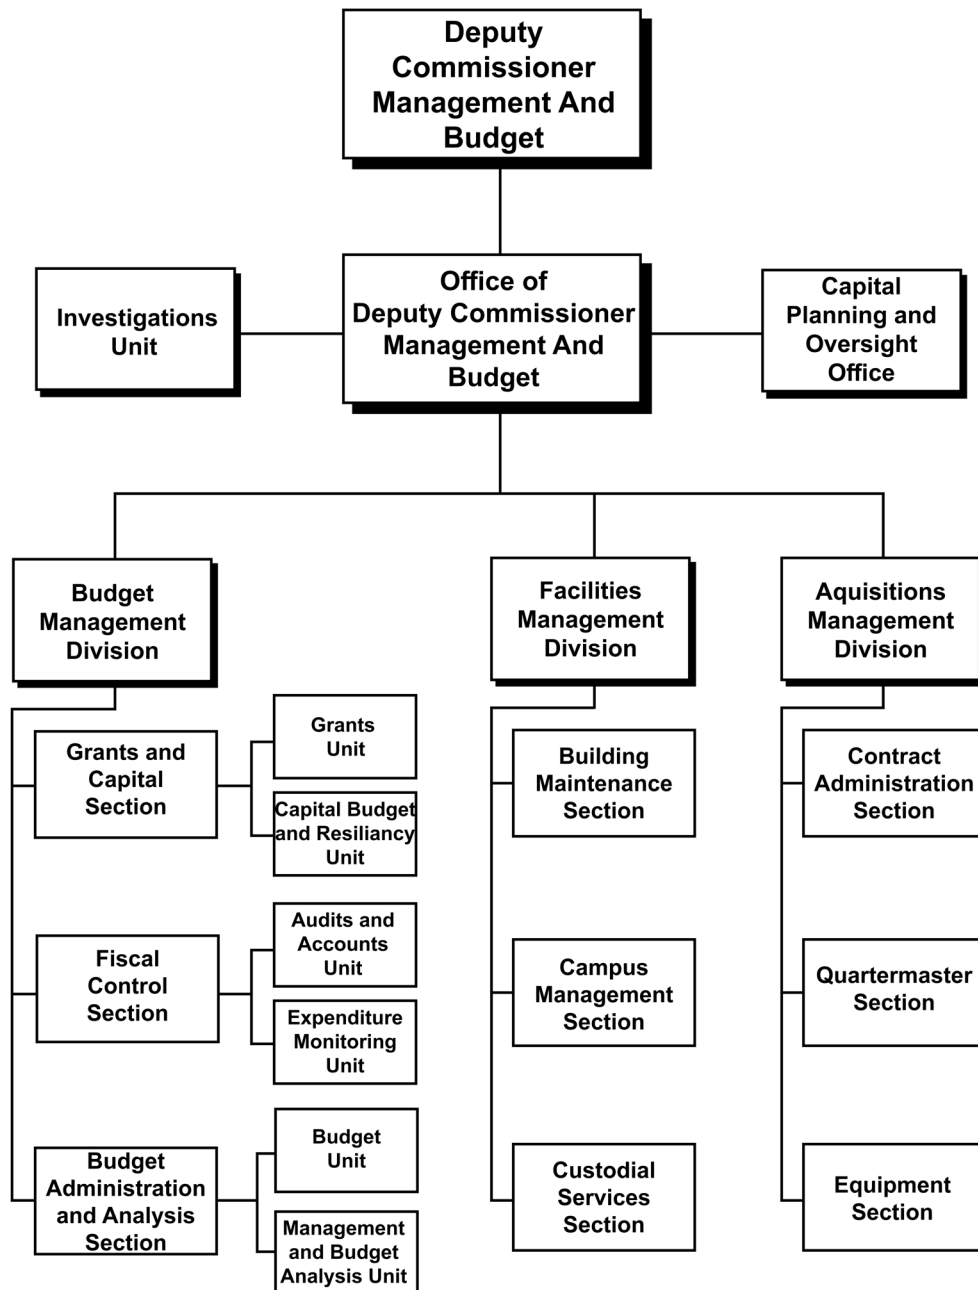 Deputy
Commissioner
Management And
Budget
Investigations
Unit
Office of
Deputy Commissioner
Management And
Budget
Capital
Planning and
Oversight
Office
Budget
Management
Division
Facilities
Management
Division
Aquisitions
Management
Division
Grants and
Capital
Section
Grants
Unit
Capital Budget
and Resiliancy
Unit
Fiscal
Control
Section
Audits and
Accounts
Unit
Expenditure
Monitoring
Unit
Budget
Administration
and Analysis
Section
Budget
Unit
Management
and Budget
Analysis Unit
Building
Maintenance
Section
Campus
Management
Section
Custodial
Services
Section
Contract
Administration
Section
Quartermaster
Section
Equipment
Section